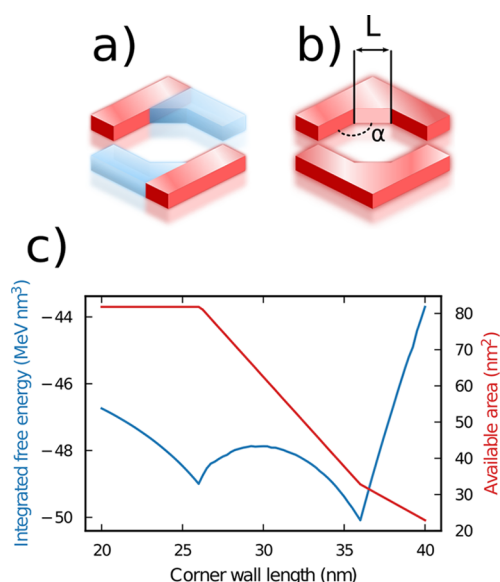 a)
b)
L
α
c)
Integrated free energy (MeV nm³)
−44
−46
−48
−50
80
70
60
50
40
30
20
Available area (nm²)
20
25
30
35
40
Corner wall length (nm)